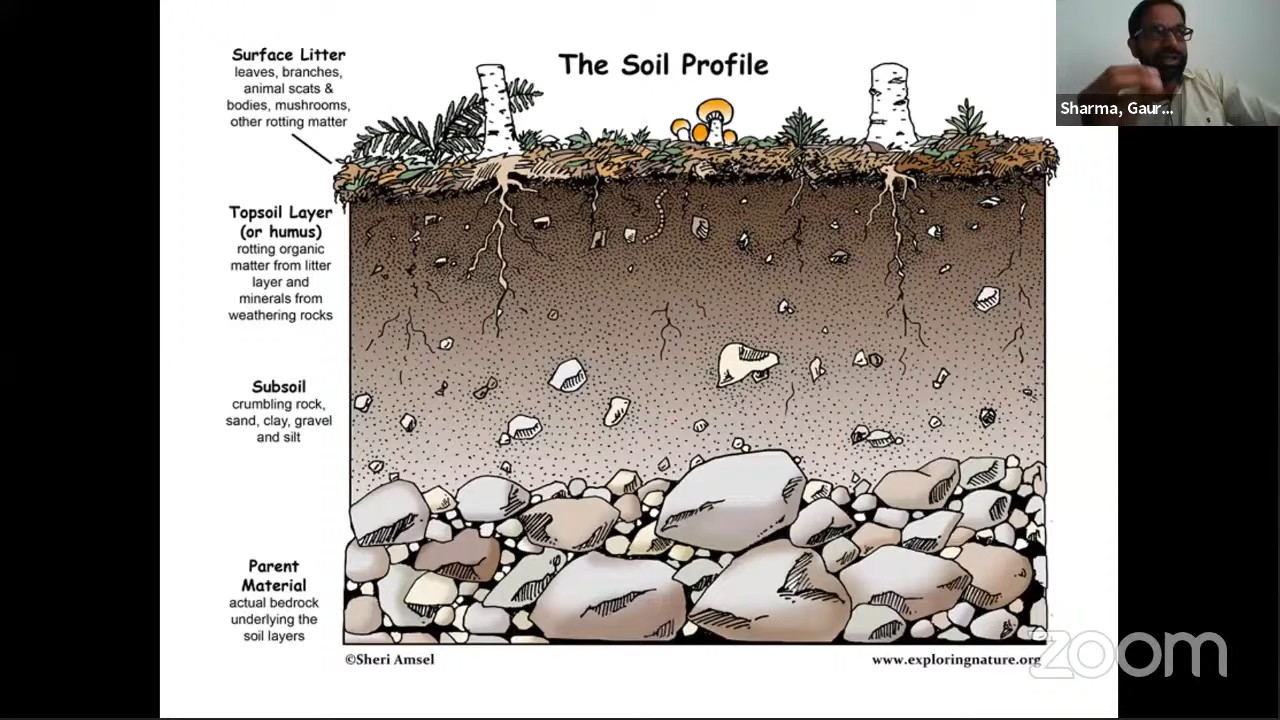 The Soil Profile
Surface Litter
leaves, branches,
animal scats &
bodies, mushrooms,
other rotting matter
Topsoil Layer
(or humus)
rotting organic
matter from litter
layer and
minerals from
weathering rocks
Subsoil
crumbling rock,
sand, clay, gravel
and silt
Parent
Material
actual bedrock
underlying the
soil layers
©Sheri Amsel
www.exploringnature.org
Sharma, Gaur...
zoom